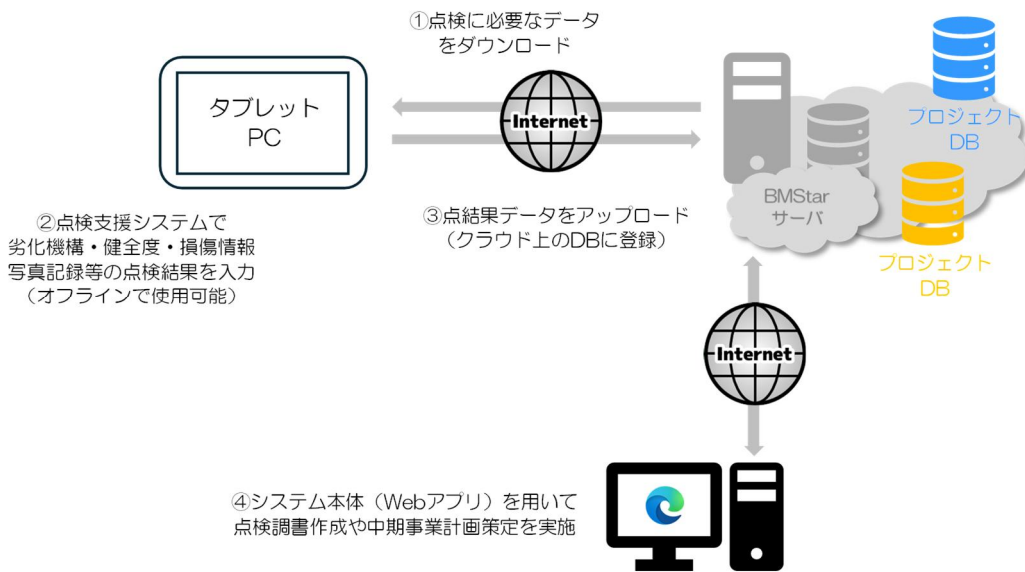 ①点検に必要なデータ
をダウンロード
タブレット
PC
Internet
プロジェクト
DB
BMStar
サーバ
プロジェクト
DB
②点検支援システムで
劣化機構・健全度・損傷情報
写真記録等の点検結果を入力
（オフラインで使用可能）
③点結果データをアップロード
（クラウド上のDBに登録）
Internet
④システム本体（Webアプリ）を用いて
点検調書作成や中期事業計画策定を実施